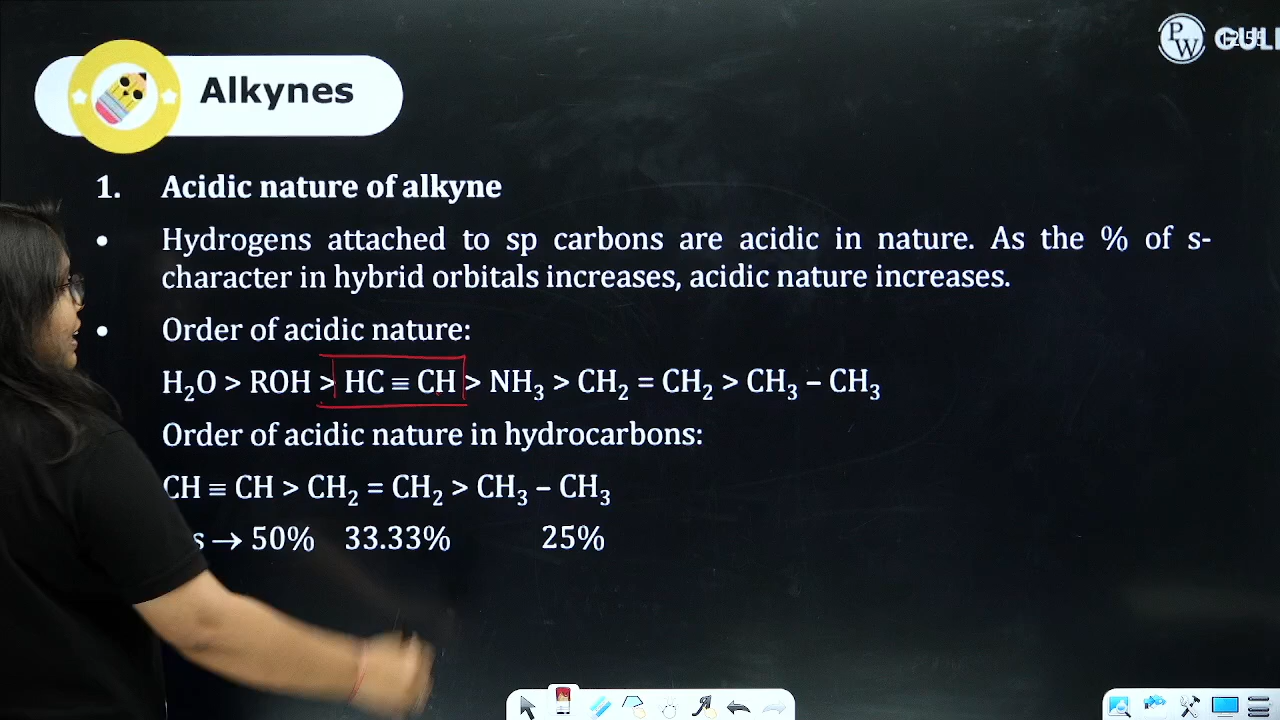 PW GULF
Alkynes
1. Acidic nature of alkyne
• Hydrogens attached to sp carbons are acidic in nature. As the % of s-
character in hybrid orbitals increases, acidic nature increases.
• Order of acidic nature:
H₂O > ROH > HC ≡ CH > NH₃ > CH₂ = CH₂ > CH₃ – CH₃
Order of acidic nature in hydrocarbons:
CH ≡ CH > CH₂ = CH₂ > CH₃ – CH₃
s → 50% 33.33% 25%